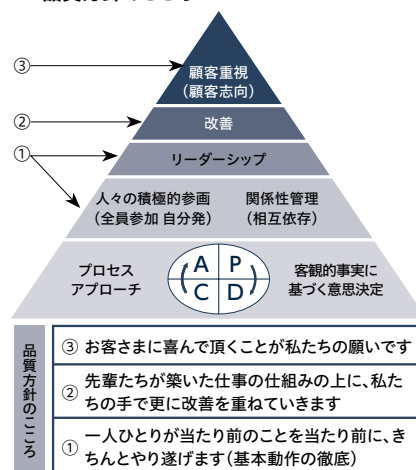 ③
顧客重視
(顧客志向)
②
改善
①
リーダーシップ
人々の積極的参画
(全員参加 自分発)
関係性管理
(相互依存)
プロセス
アプローチ
A P
C D
客観的事実に
基づく意思決定
品質方針のこころ
③ お客さまに喜んで頂くことが私たちの願いです
② 先輩たちが築いた仕事の仕組みの上に、私た
ちの手で更に改善を重ねていきます
① 一人ひとりが当たり前のことを当たり前に、き
ちんとやり遂げます(基本動作の徹底)